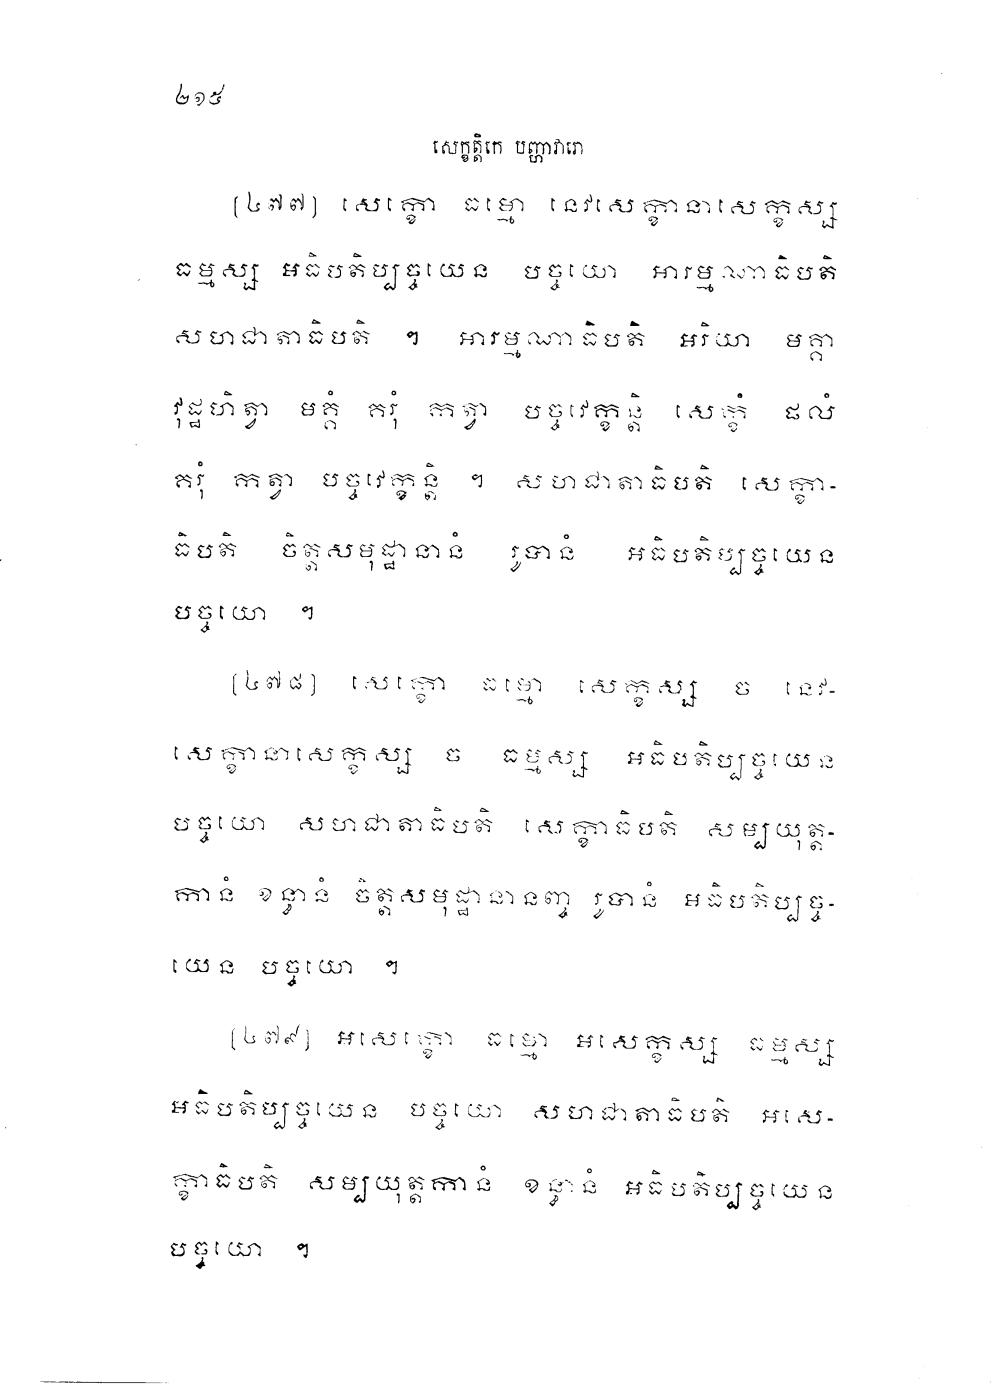 ២១៥
សេក្ខត្តិកេ បញ្ហាវារោ
[៤៧៧] សេក្ខោ ធម្មោ នេវសេក្ខានាសេក្ខស្ស
ធម្មស្ស អធិបតិប្បច្ចយេន បច្ចយោ អារម្មណាធិបតិ
សហជាតាធិបតិ ។ អារម្មណាធិបតិ អរិយា មគ្គា
វុដ្ឋហិត្វា មគ្គំ គរុំ កត្វា បច្ចវេក្ខន្តិ សេក្ខំ ផលំ
គរុំ កត្វា បច្ចវេក្ខន្តិ ។ សហជាតាធិបតិ សេក្ខា-
ធិបតិ ចិត្តសមុដ្ឋានានំ រូបានំ អធិបតិប្បច្ចយេន
បច្ចយោ ។
[៤៧៨] សេក្ខោ ធម្មោ សេក្ខស្ស ច នេវ-
សេក្ខានាសេក្ខស្ស ច ធម្មស្ស អធិបតិប្បច្ចយេន
បច្ចយោ សហជាតាធិបតិ សេក្ខាធិបតិ សម្បយុត្ត-
កានំ ខន្ធានំ ចិត្តសមុដ្ឋានានញ្ច រូបានំ អធិបតិប្បច្ច-
យេន បច្ចយោ ។
[៤៧៩] អសេក្ខោ ធម្មោ អសេក្ខស្ស ធម្មស្ស
អធិបតិប្បច្ចយេន បច្ចយោ សហជាតាធិបតិ អសេ-
ក្ខាធិបតិ សម្បយុត្តកានំ ខន្ធានំ អធិបតិប្បច្ចយេន
បច្ចយោ ។